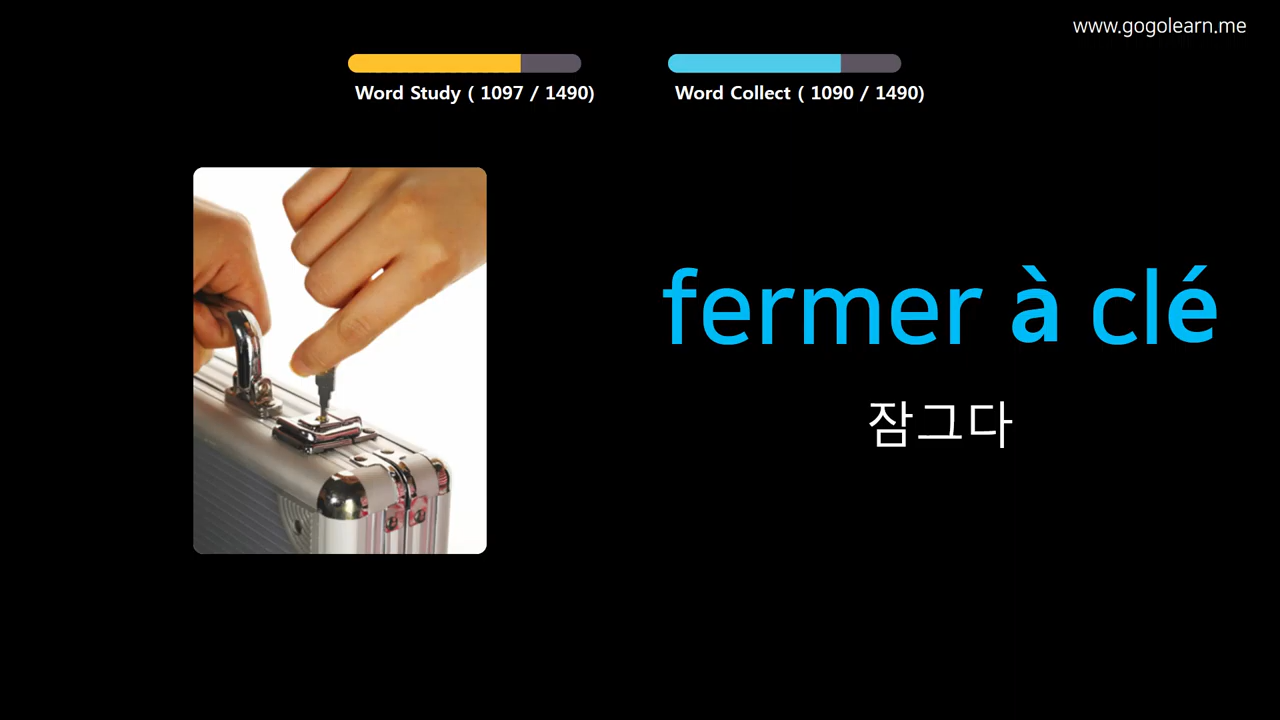 www.gogolearn.me
Word Study ( 1097 / 1490)
Word Collect ( 1090 / 1490)
fermer à clé
잠그다